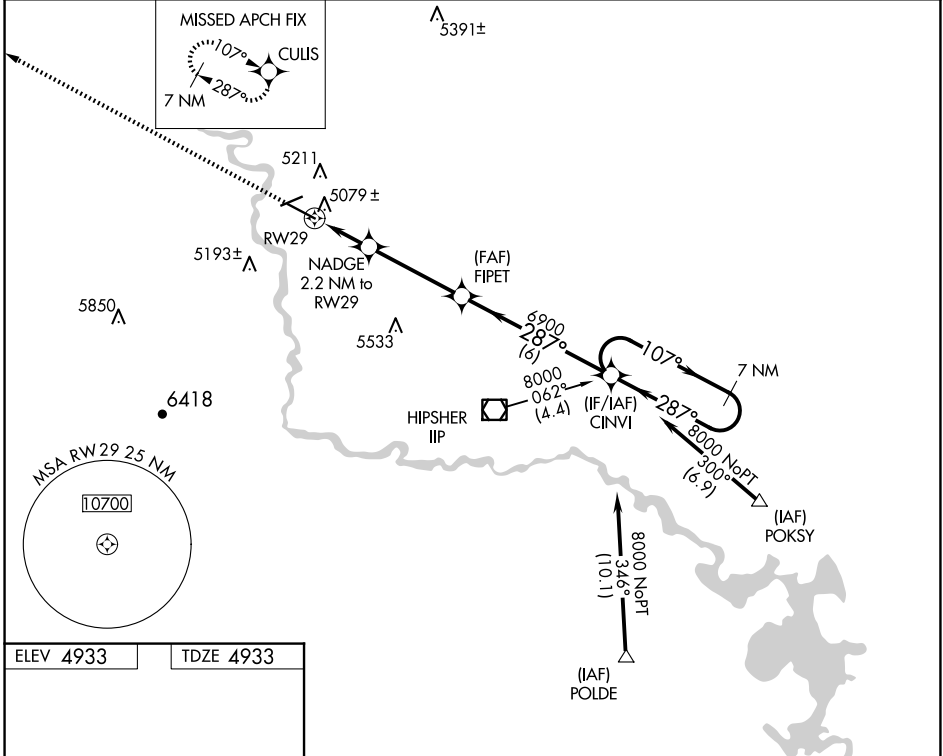 MISSED APCH FIX
107°
CULIS
287°
7 NM
5391±
5211
5079±
RW29
5193±
NADGE
2.2 NM to
RW29
(FAF)
FIPET
5850
5533
6900
287°
(6)
107°
7 NM
8000
062°
(4.4)
HIPSHER
IIP
(IF/IAF)
CINVI
287°
6418
8000 NoPT
300°
(6.9)
(IAF)
POKSY
MSA RW29 25 NM
10700
8000 NoPT
346°
(10.1)
(IAF)
POLDE
ELEV 4933
TDZE 4933